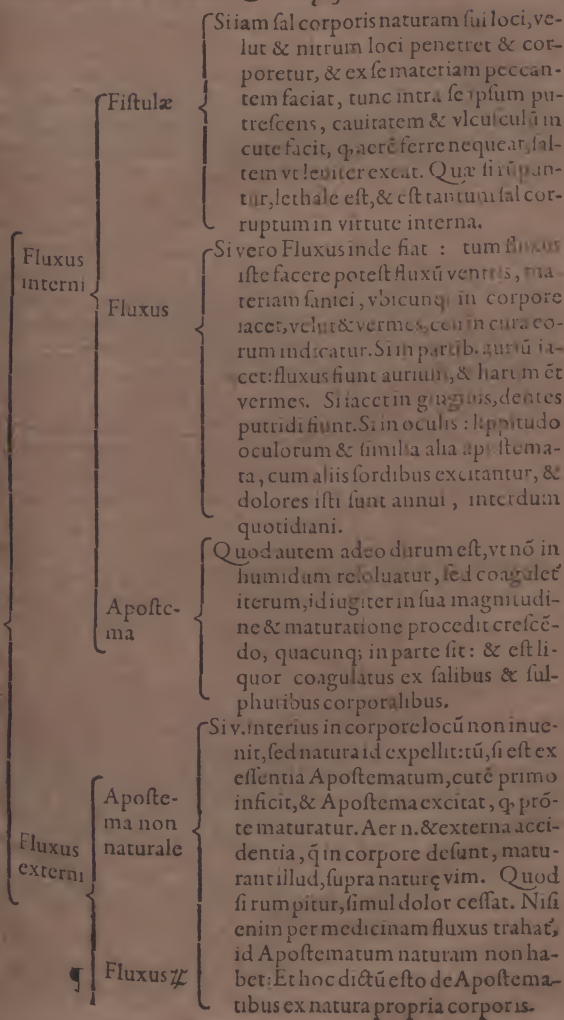 Si iam ſal corporis naturam ſui loci, ve-
lut & nitrum loci penetret & cor-
poretur, & ex ſe materiam peccan-
Fiſtulæ
tem faciat, tunc intra ſe ipſum pu-
treſcens, cauitatem & vlcuſculū in
cute facit, q, aerē ferre nequeat, ſal-
tem vt leuiter exeat. Quæ ſi rūpan-
tur, lethale eſt, & eſt tantum ſal cor-
ruptum in virtute interna.
Fluxus
interni
Si vero Fluxus inde fiat : tum fluxus
iſte facere poteſt fluxū ventris, ma-
Fluxus
teriam ſaniei, vbicunq; in corpore
iacet, velut & vermes, ceu in cura eo-
rum indicatur. Si in partib. auriū ia-
cet: fluxus fiunt aurium, & harum ēt
vermes. Si iacet in gingiuis, dentes
putridi fiunt. Si in oculis : lippitudo
oculorum & ſimilia alia apoſtema-
ta, cum aliis ſordibus excitantur, &
dolores iſti ſunt annui, interdum
quotidiani.
Quod autem adeo durum eſt, vt nō in
humidum reſoluatur, ſed coagulet̄
Apoſte-
ma
iterum, id iugiter in ſua magnitudi-
ne & maturatione procedit creſcē-
do, quacunq; in parte ſit: & eſt li-
quor coagulatus ex ſalibus & ſul-
phuribus corporalibus.
Si v. interius in corpore locū non inue-
nit, ſed natura id expellit: tū, ſi eſt ex
eſſentia Apoſtematum, cutē primo
Apoſte-
ma non
naturale
inficit, & Apoſtema excitat, q, prō-
te maturatur. Aer n. & externa acci-
dentia, q̄ in corpore deſunt, matu-
Fluxus
externi
rant illud, ſupra naturę vim. Quod
ſi rumpitur, ſimul dolor ceſſat. Niſi
enim per medicinam fluxus trahat̄,
id Apoſtematum naturam non ha-
¶ Fluxus
bet: Et hoc dictū eſto de Apoſtema-
tibus ex natura propria corporis.